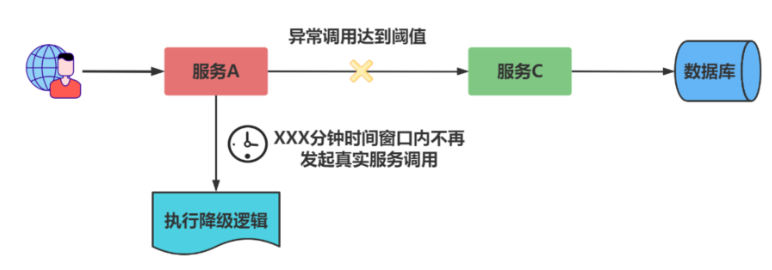 异常调用达到阈值
服务A
服务C
数据库
XXX分钟时间窗口内不再
发起真实服务调用
执行降级逻辑